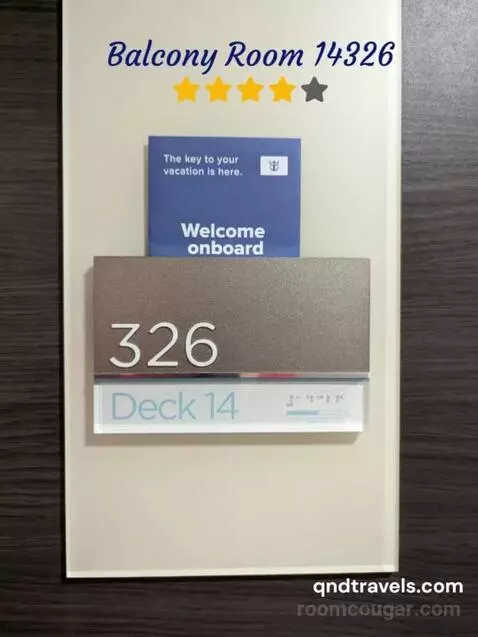 Balcony Room 14326
The key to your
vacation is here.
Welcome
onboard
326
Deck 14
qndtravels.com
roomcougar.com